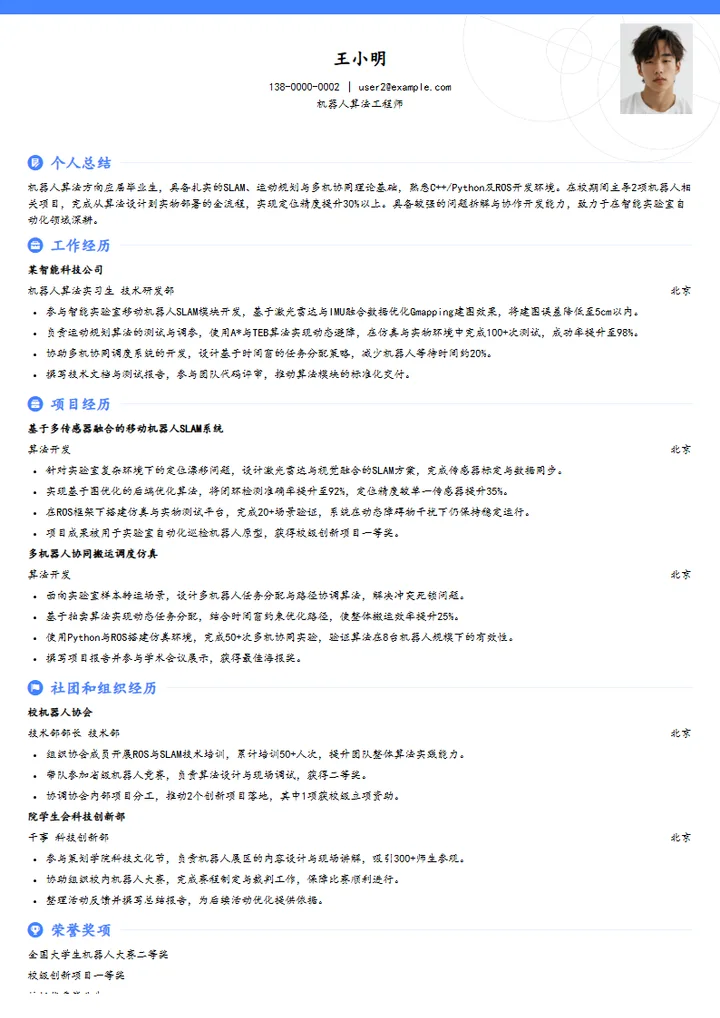 王小明
138-0000-0002 | user2@example.com
机器人算法工程师
个人总结
机器人算法方向应届毕业生，具备扎实的SLAM、运动规划与多机协同理论基础，熟悉C++/Python及ROS开发环境。在校期间主导2项机器人相
关项目，完成从算法设计到实物部署的全流程，实现定位精度提升30%以上。具备较强的问题拆解与协作开发能力，致力于在智能实验室自
动化领域深耕。
工作经历
某智能科技公司
机器人算法实习生 技术研发部 北京
• 参与智能实验室移动机器人SLAM模块开发，基于激光雷达与IMU融合数据优化Gmapping建图效果，将建图误差降低至5cm以内。
• 负责运动规划算法的测试与调参，使用A*与TEB算法实现动态避障，在仿真与实物环境中完成100+次测试，成功率提升至98%。
• 协助多机协同调度系统的开发，设计基于时间窗的任务分配策略，减少机器人等待时间约20%。
• 撰写技术文档与测试报告，参与团队代码评审，推动算法模块的标准化交付。
项目经历
基于多传感器融合的移动机器人SLAM系统
算法开发 北京
• 针对实验室复杂环境下的定位漂移问题，设计激光雷达与视觉融合的SLAM方案，完成传感器标定与数据同步。
• 实现基于图优化的后端优化算法，将闭环检测准确率提升至92%，定位精度较单一传感器提升35%。
• 在ROS框架下搭建仿真与实物测试平台，完成20+场景验证，系统在动态障碍物干扰下仍保持稳定运行。
• 项目成果被用于实验室自动化巡检机器人原型，获得校级创新项目一等奖。
多机器人协同搬运调度仿真
算法开发 北京
• 面向实验室样本转运场景，设计多机器人任务分配与路径协调算法，解决冲突死锁问题。
• 基于拍卖算法实现动态任务分配，结合时间窗约束优化路径，使整体搬运效率提升25%。
• 使用Python与ROS搭建仿真环境，完成50+次多机协同实验，验证算法在8台机器人规模下的有效性。
• 撰写项目报告并参与学术会议展示，获得最佳海报奖。
社团和组织经历
校机器人协会
技术部部长 技术部 北京
• 组织协会成员开展ROS与SLAM技术培训，累计培训50+人次，提升团队整体算法实践能力。
• 带队参加省级机器人竞赛，负责算法设计与现场调试，获得二等奖。
• 协调协会内部项目分工，推动2个创新项目落地，其中1项获校级立项资助。
院学生会科技创新部
干事 科技创新部 北京
• 参与策划学院科技文化节，负责机器人展区的内容设计与现场讲解，吸引300+师生参观。
• 协助组织校内机器人大赛，完成赛程制定与裁判工作，保障比赛顺利进行。
• 整理活动反馈并撰写总结报告，为后续活动优化提供依据。
荣誉奖项
全国大学生机器人大赛二等奖
校级创新项目一等奖